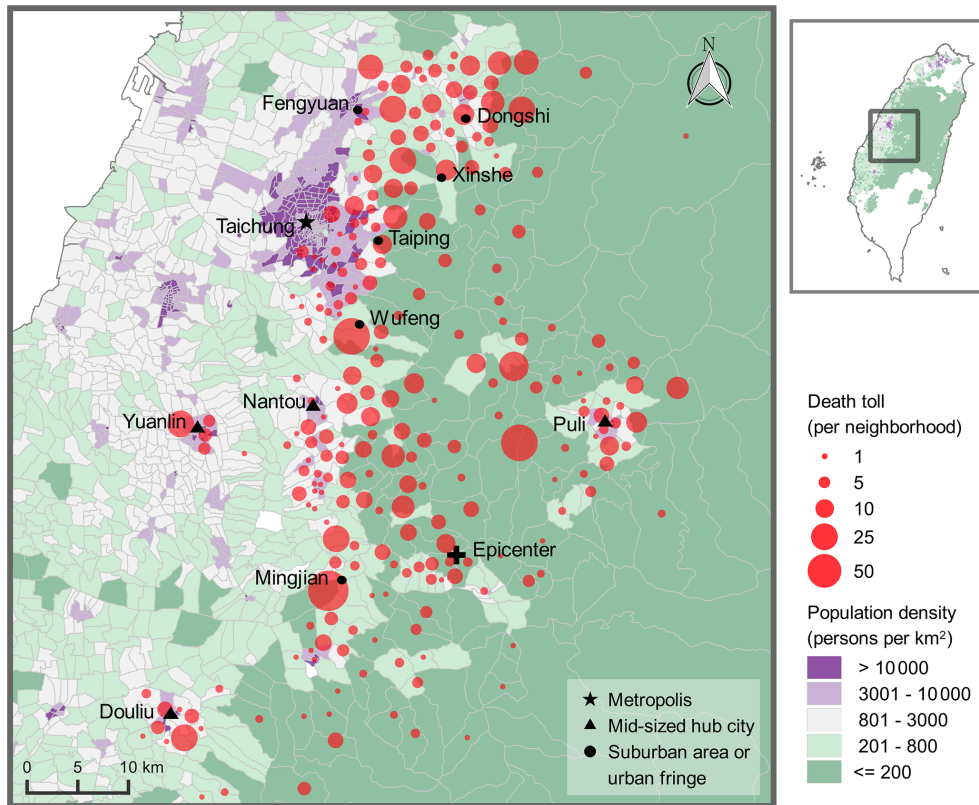 N
Fengyuan
Dongshi
Xinshe
Taichung
Taiping
Wufeng
Nantou
Yuanlin
Puli
Epicenter
Mingjian
Douliu
0 5 10 km
Metropolis
Mid-sized hub city
Suburban area or
urban fringe
Death toll
(per neighborhood)
1
5
10
25
50
Population density
(persons per km²)
> 10 000
3001 - 10 000
801 - 3000
201 - 800
<= 200